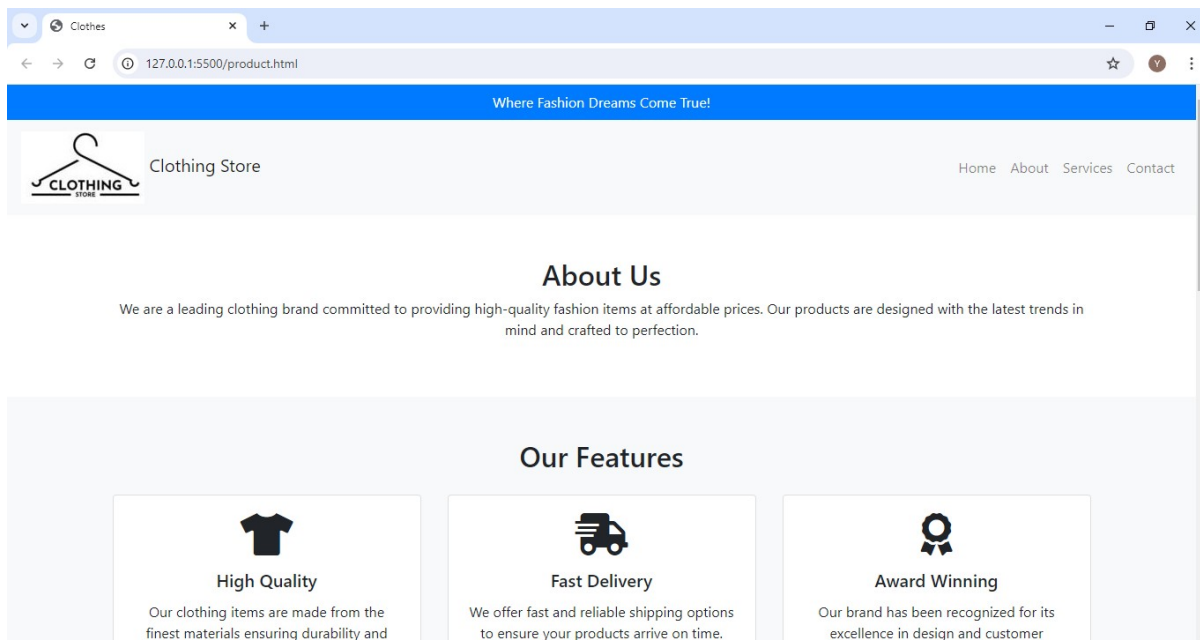 Clothes
127.0.0.1:5500/product.html
Y
Where Fashion Dreams Come True!
CLOTHING
STORE
Clothing Store
Home About Services Contact
About Us
We are a leading clothing brand committed to providing high-quality fashion items at affordable prices. Our products are designed with the latest trends in
mind and crafted to perfection.
Our Features
High Quality
Our clothing items are made from the
finest materials ensuring durability and
Fast Delivery
We offer fast and reliable shipping options
to ensure your products arrive on time.
Award Winning
Our brand has been recognized for its
excellence in design and customer